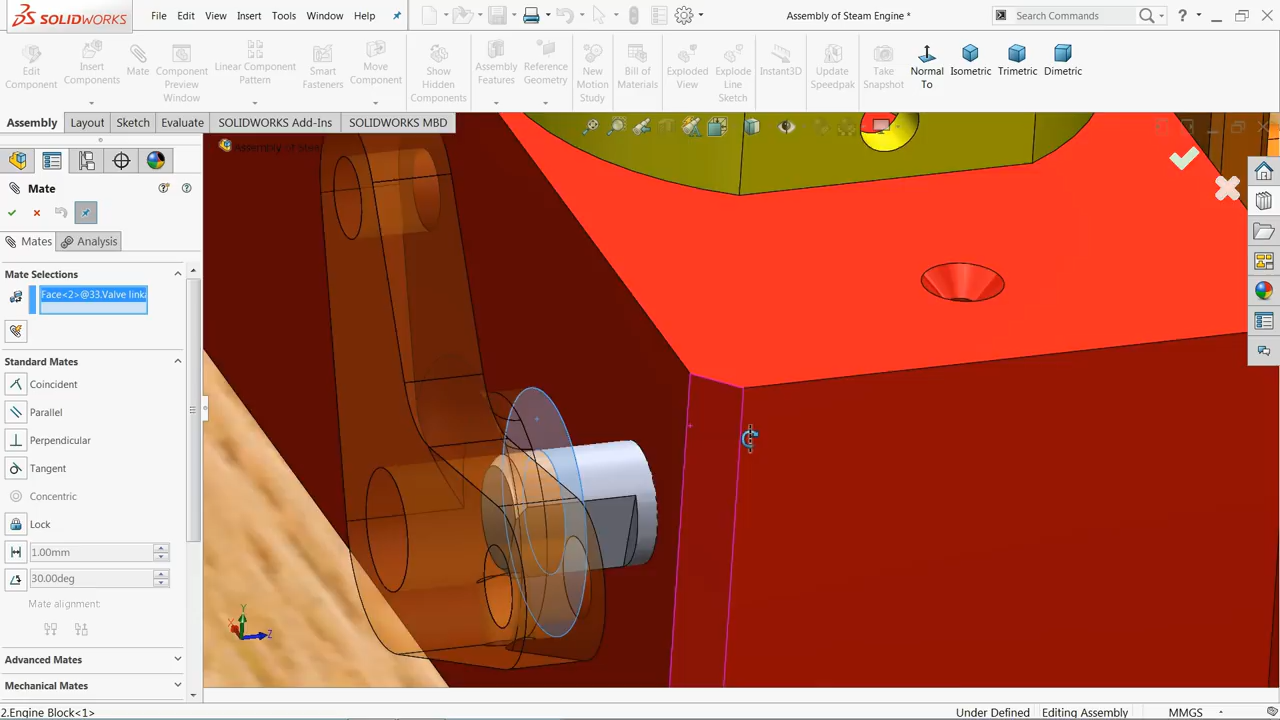 SOLIDWORKS
File Edit View Insert Tools Window Help
Assembly of Steam Engine *
Search Commands
Edit Component
Insert Components
Mate
Component Preview Window
Linear Component Pattern
Smart Fasteners
Move Component
Show Hidden Components
Assembly Features
Reference Geometry
New Motion Study
Bill of Materials
Exploded View
Explode Line Sketch
Instant3D
Update Speedpak
Take Snapshot
Normal To
Isometric
Trimetric
Dimetric
Assembly Layout Sketch Evaluate SOLIDWORKS Add-Ins SOLIDWORKS MBD
Assembly of Stea
Mate
Mates Analysis
Mate Selections
Face<2>@33.Valve link
Standard Mates
Coincident
Parallel
Perpendicular
Tangent
Concentric
Lock
1.00mm
30.00deg
Mate alignment:
Advanced Mates
Mechanical Mates
Y
X
Z
2.Engine Block<1>
Under Defined Editing Assembly MMGS